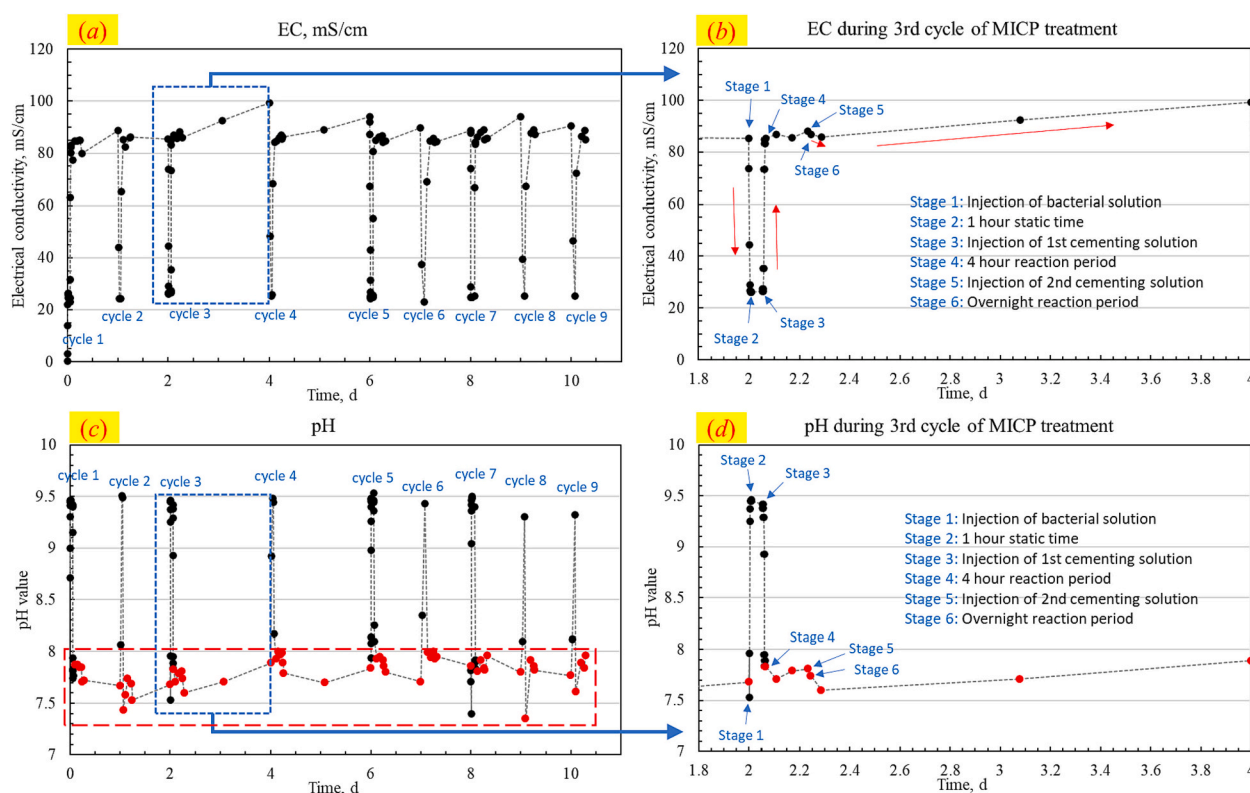 (a)
EC, mS/cm
Electrical conductivity, mS/cm
120
100
80
60
40
20
0
cycle 1
cycle 2
cycle 3
cycle 4
cycle 5
cycle 6
cycle 7
cycle 8
cycle 9
0 2 4 6 8 10
Time, d
(b)
EC during 3rd cycle of MICP treatment
Electrical conductivity, mS/cm
120
100
80
60
40
20
0
Stage 1
Stage 4
Stage 5
Stage 6
Stage 3
Stage 2
Stage 1: Injection of bacterial solution
Stage 2: 1 hour static time
Stage 3: Injection of 1st cementing solution
Stage 4: 4 hour reaction period
Stage 5: Injection of 2nd cementing solution
Stage 6: Overnight reaction period
1.8 2 2.2 2.4 2.6 2.8 3 3.2 3.4 3.6 3.8 4
Time, d
(c)
pH
pH value
10
9.5
9
8.5
8
7.5
7
cycle 1
cycle 2
cycle 3
cycle 4
cycle 5
cycle 6
cycle 7
cycle 8
cycle 9
0 2 4 6 8 10
Time, d
(d)
pH during 3rd cycle of MICP treatment
pH value
10
9.5
9
8.5
8
7.5
7
Stage 2
Stage 3
Stage 4
Stage 5
Stage 6
Stage 1
Stage 1: Injection of bacterial solution
Stage 2: 1 hour static time
Stage 3: Injection of 1st cementing solution
Stage 4: 4 hour reaction period
Stage 5: Injection of 2nd cementing solution
Stage 6: Overnight reaction period
1.8 2 2.2 2.4 2.6 2.8 3 3.2 3.4 3.6 3.8 4
Time, d